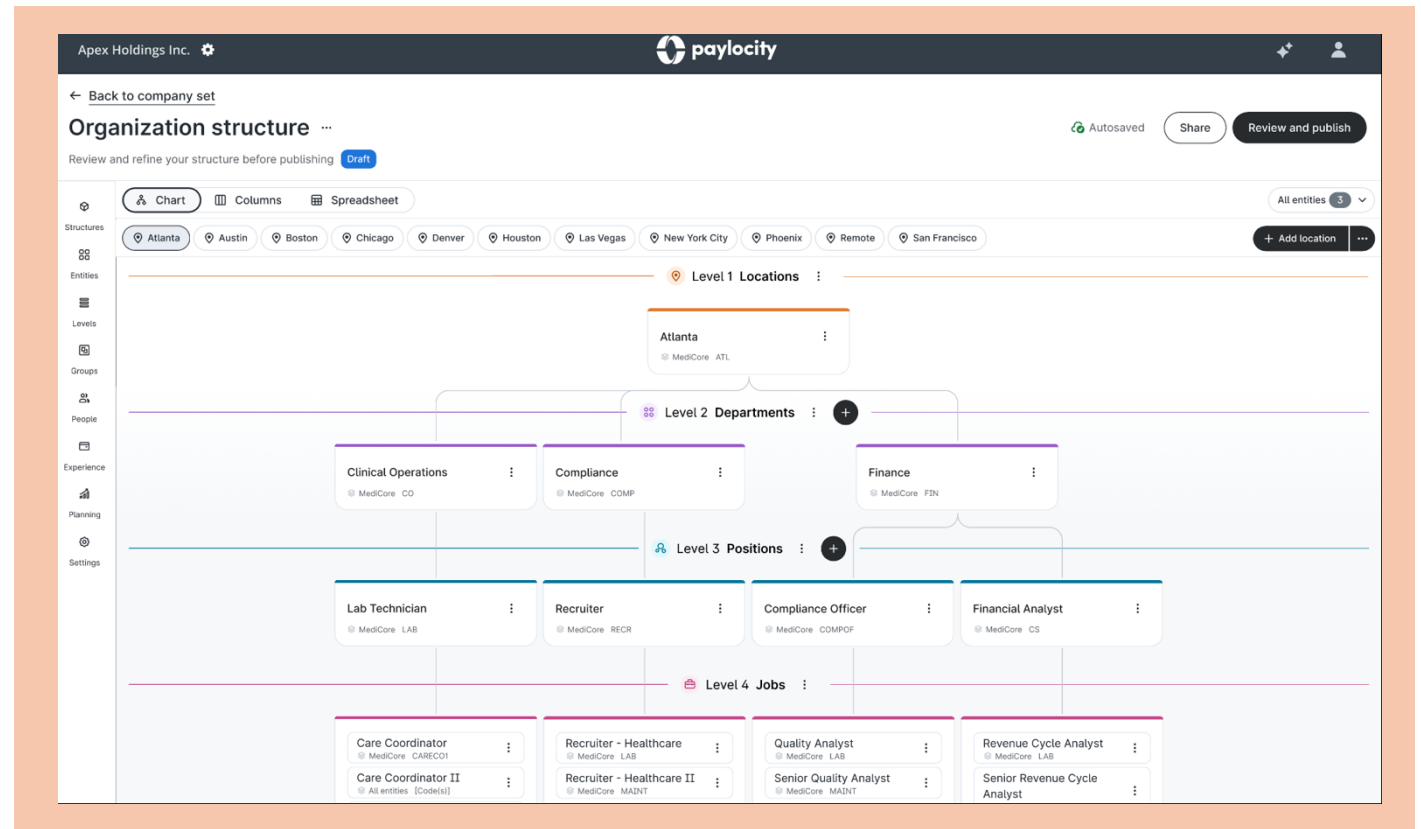 Apex Holdings Inc.
paylocity
← Back to company set
Organization structure ...
Autosaved
Share
Review and publish
Review and refine your structure before publishing
Draft
Structures
Entities
Levels
Groups
People
Experience
Planning
Settings
Chart
Columns
Spreadsheet
All entities 3
Atlanta
Austin
Boston
Chicago
Denver
Houston
Las Vegas
New York City
Phoenix
Remote
San Francisco
+ Add location
Level 1 Locations
Atlanta
MediCore ATL
Level 2 Departments
Clinical Operations
MediCore CO
Compliance
MediCore COMP
Finance
MediCore FIN
Level 3 Positions
Lab Technician
MediCore LAB
Recruiter
MediCore RECR
Compliance Officer
MediCore COMPOF
Financial Analyst
MediCore CS
Level 4 Jobs
Care Coordinator
MediCore CARECO1
Care Coordinator II
All entities [Code(s)]
Recruiter - Healthcare
MediCore LAB
Recruiter - Healthcare II
MediCore MAINT
Quality Analyst
MediCore LAB
Senior Quality Analyst
MediCore MAINT
Revenue Cycle Analyst
MediCore LAB
Senior Revenue Cycle
Analyst